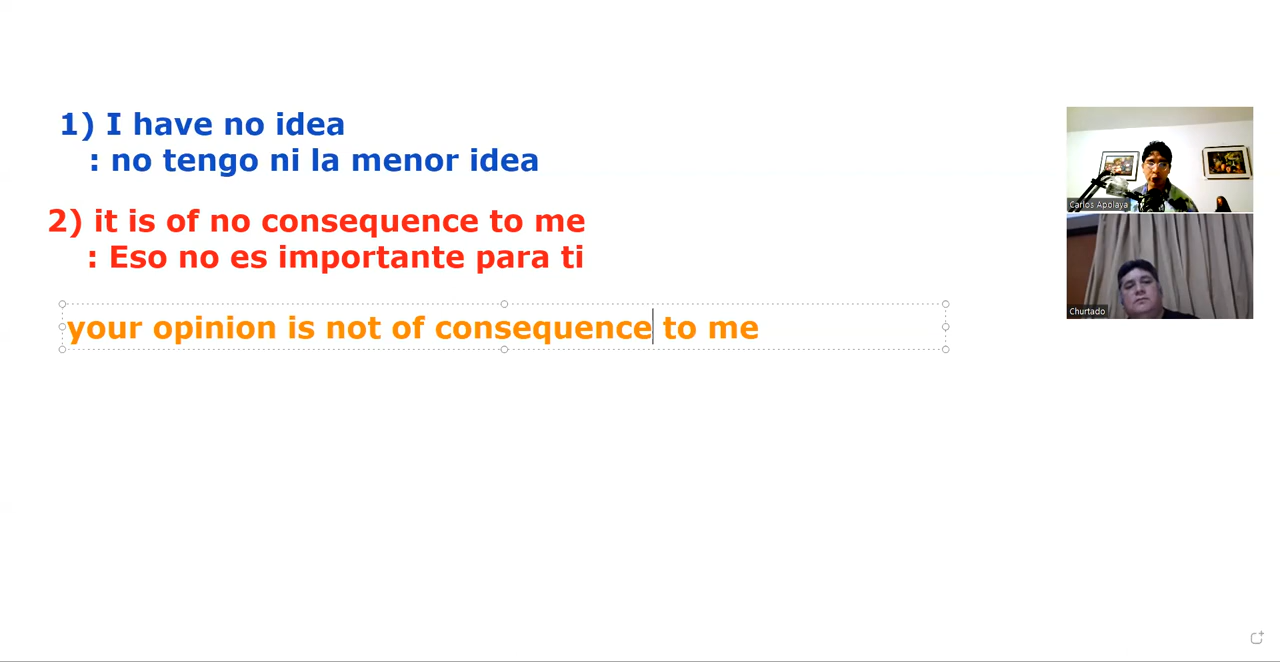 1) I have no idea
: no tengo ni la menor idea
2) it is of no consequence to me
: Eso no es importante para ti
your opinion is not of consequence to me
Carlos Apolaya
Churtado